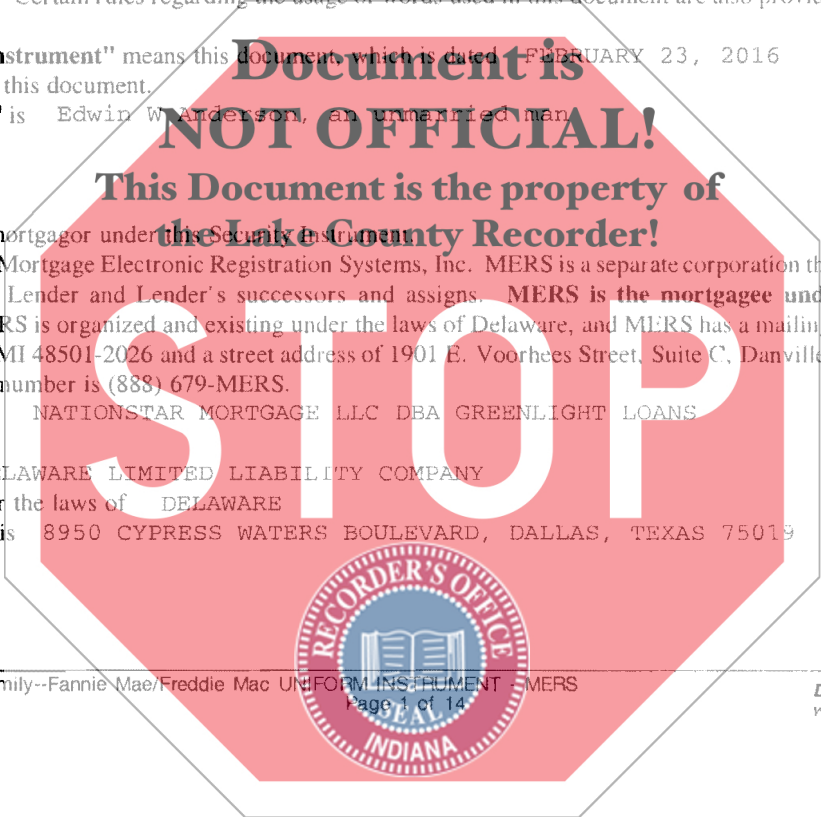 Certain rules regarding the usage of words used in this document are also provid
nstrument" means this document, which is dated FEBRUARY 23, 2016
Document is
this document.
" is Edwin W Anderson, an unmarried man
NOT OFFICIAL!
This Document is the property of
the Lake County Recorder!
mortgagor under this Security Instrument.
Mortgage Electronic Registration Systems, Inc. MERS is a separate corporation th
Lender and Lender's successors and assigns. MERS is the mortgagee und
RS is organized and existing under the laws of Delaware, and MERS has a mailing
MI 48501-2026 and a street address of 1901 E. Voorhees Street, Suite C, Danville
number is (888) 679-MERS.
NATIONSTAR MORTGAGE LLC DBA GREENLIGHT LOANS
STOP
LAWARE LIMITED LIABILITY COMPANY
r the laws of DELAWARE
is 8950 CYPRESS WATERS BOULEVARD, DALLAS, TEXAS 75019
RECORDER'S OFFICE
SEAL
INDIANA
mily--Fannie Mae/Freddie Mac UNIFORM INSTRUMENT - MERS
Page 1 of 14